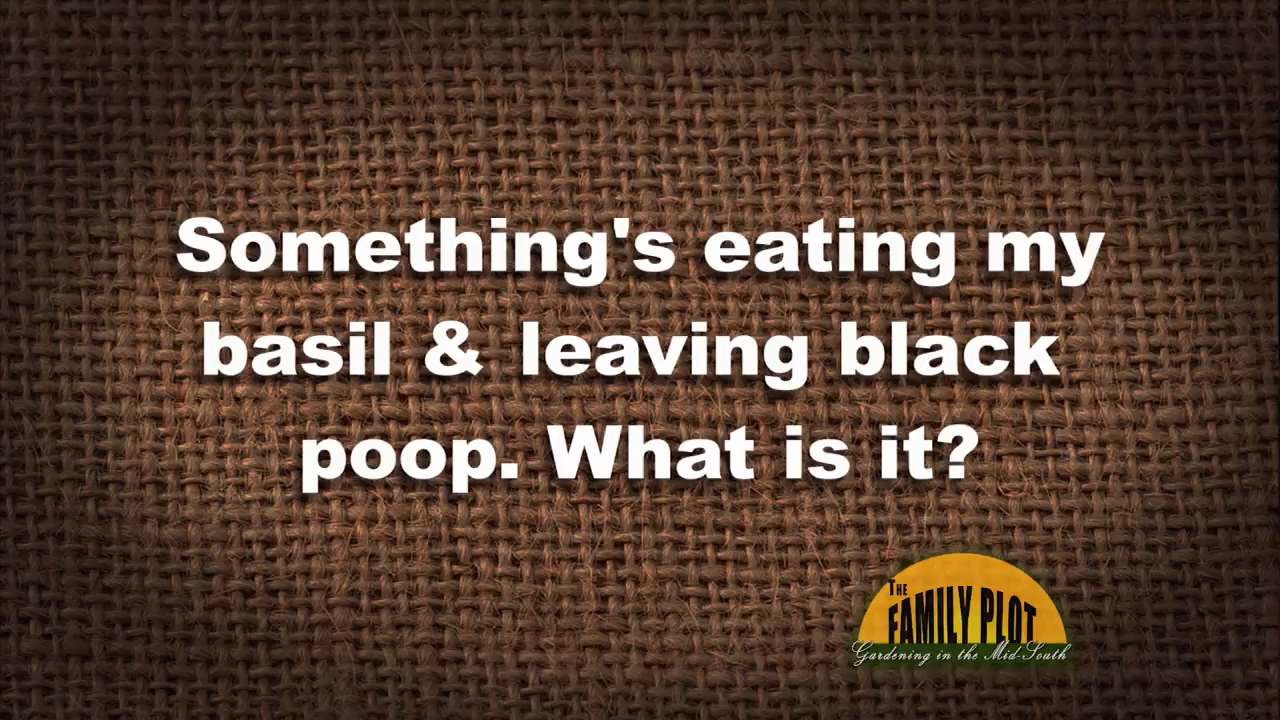 Something's eating my
basil & leaving black
poop. What is it?
THE
FAMILY PLOT
Gardening in the Mid-South